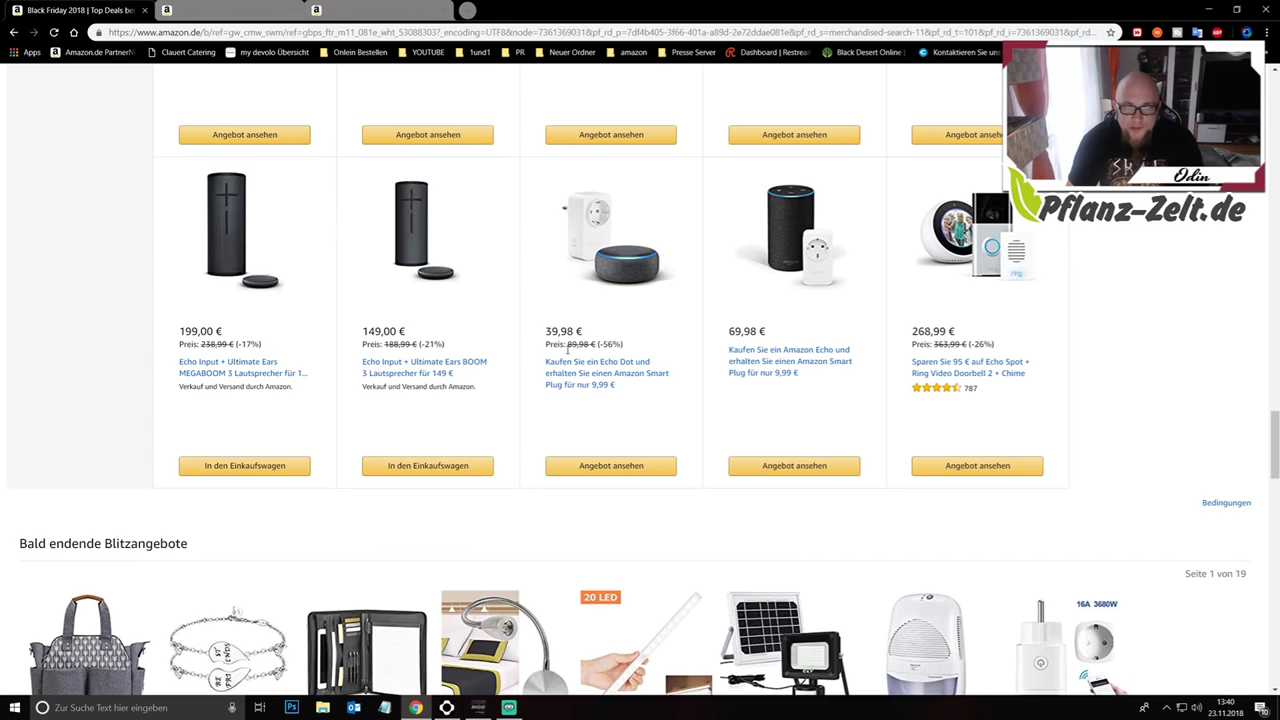 Black Friday 2018 | Top Deals be
https://www.amazon.de/b/ref=gw_cmw_swm/ref=gbps_ftr_m11_081e_wht_53088303?_encoding=UTF8&node=7361369031&pf_rd_p=7df4b405-3f66-401a-a89d-2e72ddae081e&pf_rd_s=merchandised-search-11&pf_rd_t=101&pf_rd_i=7361369031&pf_rd_...
Apps Amazon.de PartnerNe Clauert Catering my devolo Übersicht Onlein Bestellen YOUTUBE 1und1 PR Neuer Ordner amazon Presse Server Dashboard | Restrea Black Desert Online Kontaktieren Sie uns
Angebot ansehen Angebot ansehen Angebot ansehen Angebot ansehen Angebot anseh
Odin
Pflanz-Zelt.de
ring
199,00 € 149,00 € 39,98 € 69,98 € 268,99 €
Preis: 238,99 € (-17%) Preis: 188,99 € (-21%) Preis: 89,98 € (-56%) Preis: 363,99 € (-26%)
Echo Input + Ultimate Ears
MEGABOOM 3 Lautsprecher für 1...
Verkauf und Versand durch Amazon.
Echo Input + Ultimate Ears BOOM
3 Lautsprecher für 149 €
Verkauf und Versand durch Amazon.
Kaufen Sie ein Echo Dot und
erhalten Sie einen Amazon Smart
Plug für nur 9,99 €
Kaufen Sie ein Amazon Echo und
erhalten Sie einen Amazon Smart
Plug für nur 9,99 €
Sparen Sie 95 € auf Echo Spot +
Ring Video Doorbell 2 + Chime
787
In den Einkaufswagen In den Einkaufswagen Angebot ansehen Angebot ansehen Angebot ansehen
Bedingungen
Bald endende Blitzangebote
Seite 1 von 19
20 LED
16A 3680W
Zur Suche Text hier eingeben
13:40
23.11.2018
10